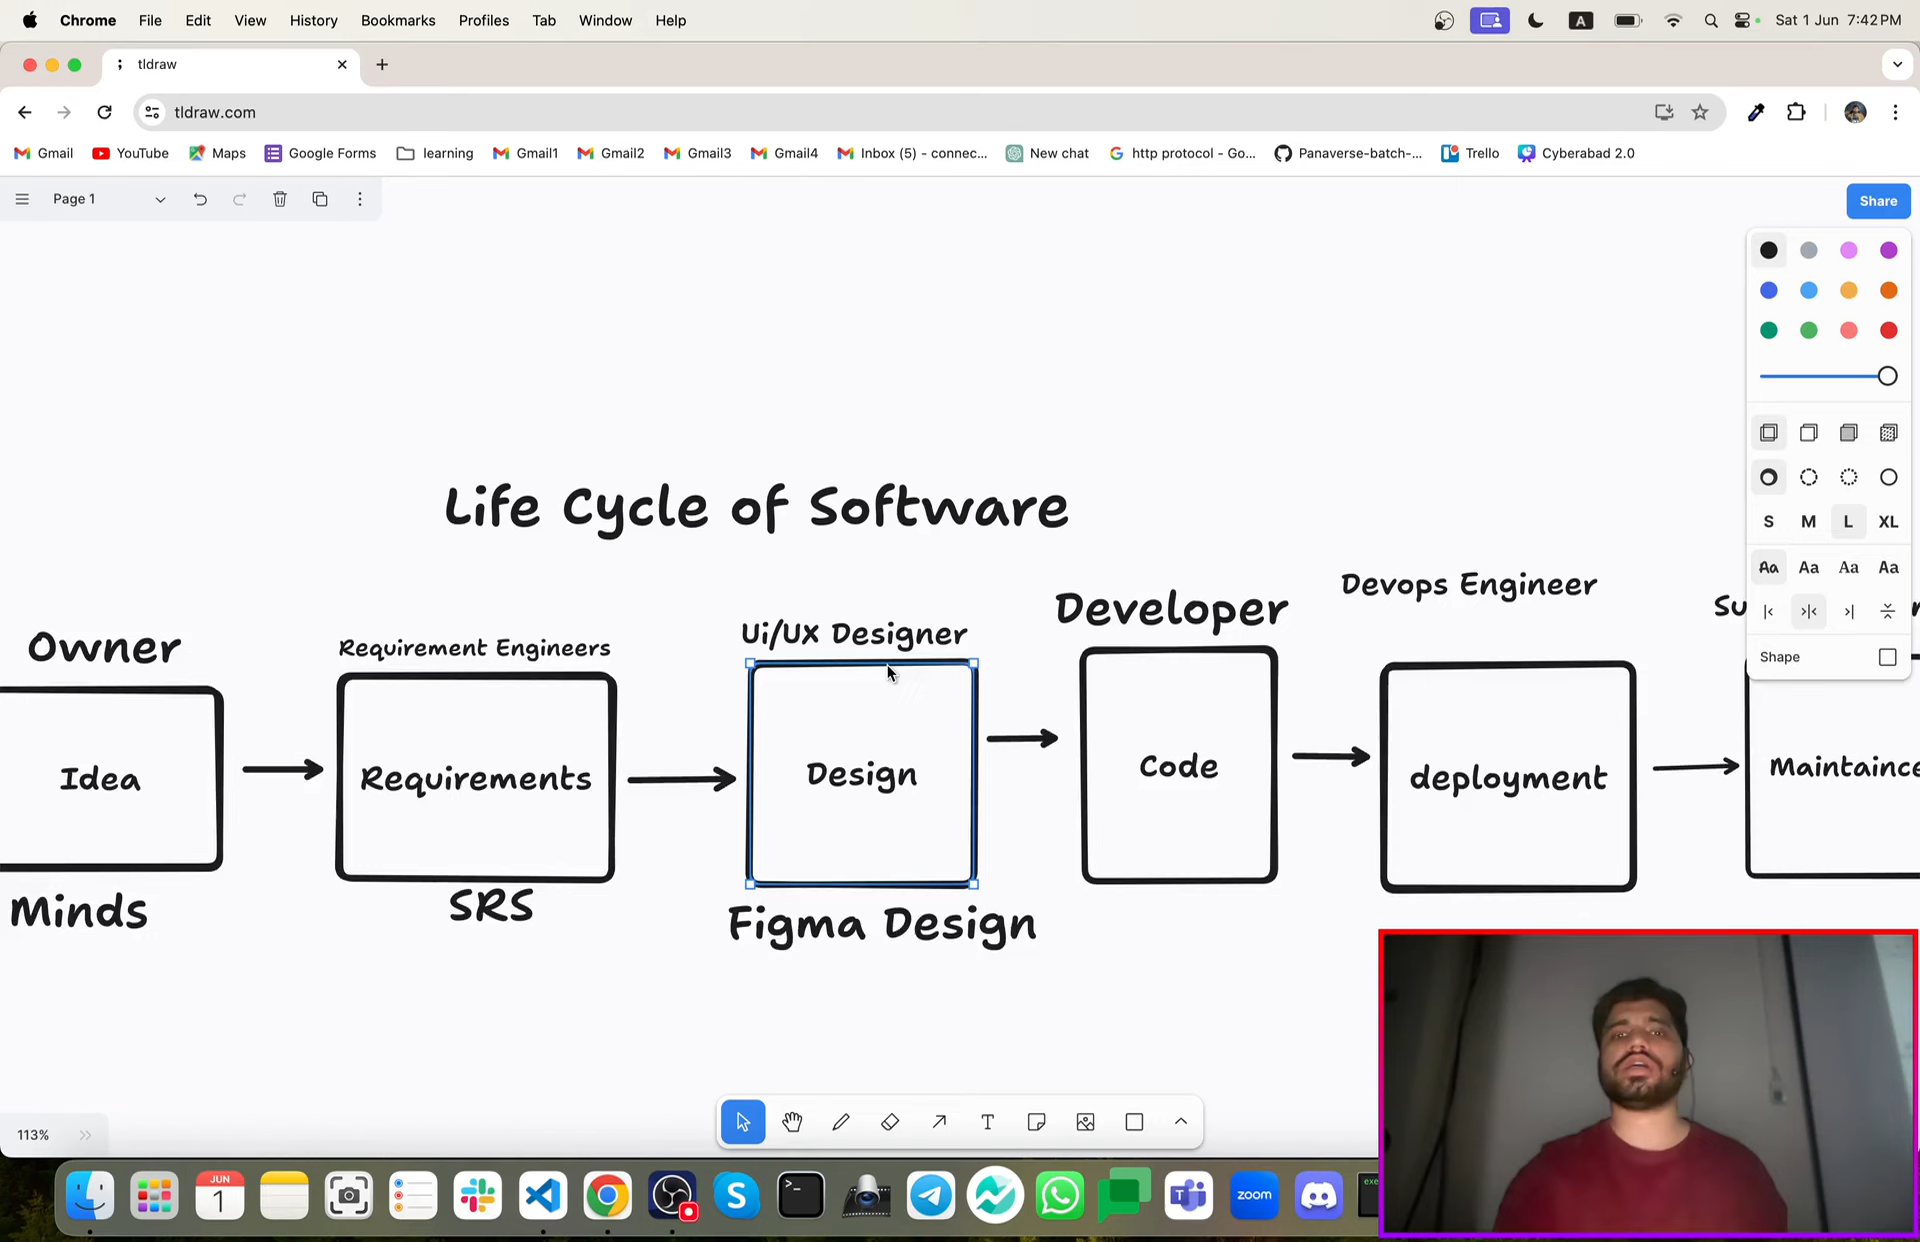 Chrome File Edit View History Bookmarks Profiles Tab Window Help
A
Sat 1 Jun 7:42 PM
tldraw
tldraw.com
Gmail YouTube Maps Google Forms learning Gmail1 Gmail2 Gmail3 Gmail4 Inbox (5) - connec... New chat http protocol - Go... Panaverse-batch-... Trello Cyberabad 2.0
Page 1
Share
S M L XL
Aa Aa Aa Aa
Shape
Life Cycle of Software
Owner
Requirement Engineers
Ui/UX Designer
Developer
Devops Engineer
Su
Idea
Requirements
Design
Code
deployment
Maintaince
Minds
SRS
Figma Design
113%
T
JUN
1
S
zoom
exe